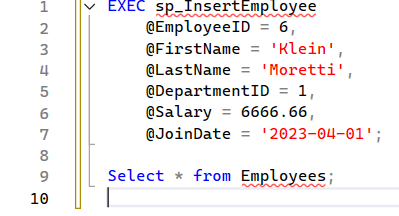 1 EXEC sp_InsertEmployee
2 @EmployeeID = 6,
3 @FirstName = 'Klein',
4 @LastName = 'Moretti',
5 @DepartmentID = 1,
6 @Salary = 6666.66,
7 @JoinDate = '2023-04-01';
8
9 Select * from Employees;
10